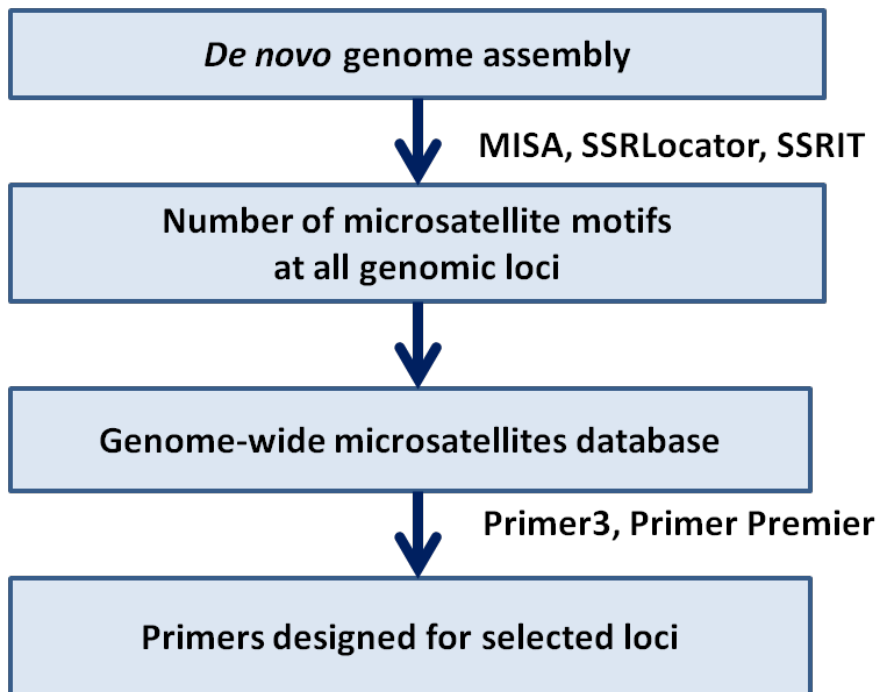 De novo genome assembly
MISA, SSRLocator, SSRIT
Number of microsatellite motifs
at all genomic loci
Genome-wide microsatellites database
Primer3, Primer Premier
Primers designed for selected loci